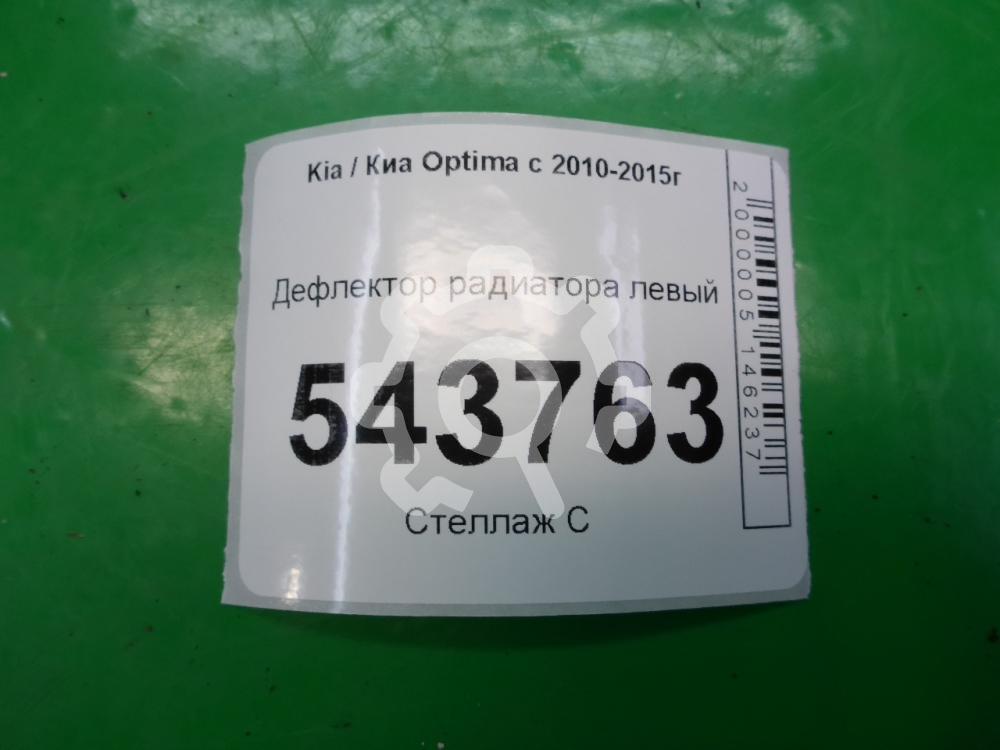 Kia / Киа Optima с 2010-2015г
Дефлектор радиатора левый
543763
Стеллаж С
2000005146237